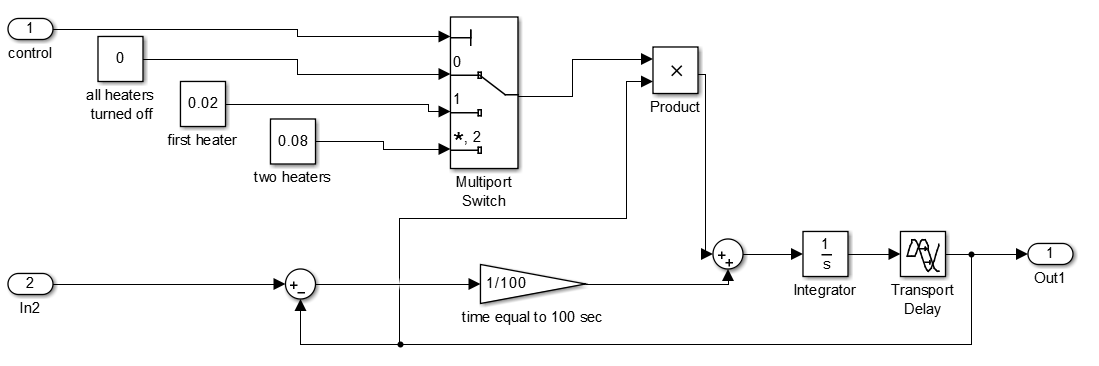 1
control
0
all heaters
turned off
0.02
first heater
0.08
two heaters
0
1
*, 2
Multiport
Switch
×
Product
2
In2
+
−
1/100
time equal to 100 sec
+
+
1
s
Integrator
Transport
Delay
1
Out1